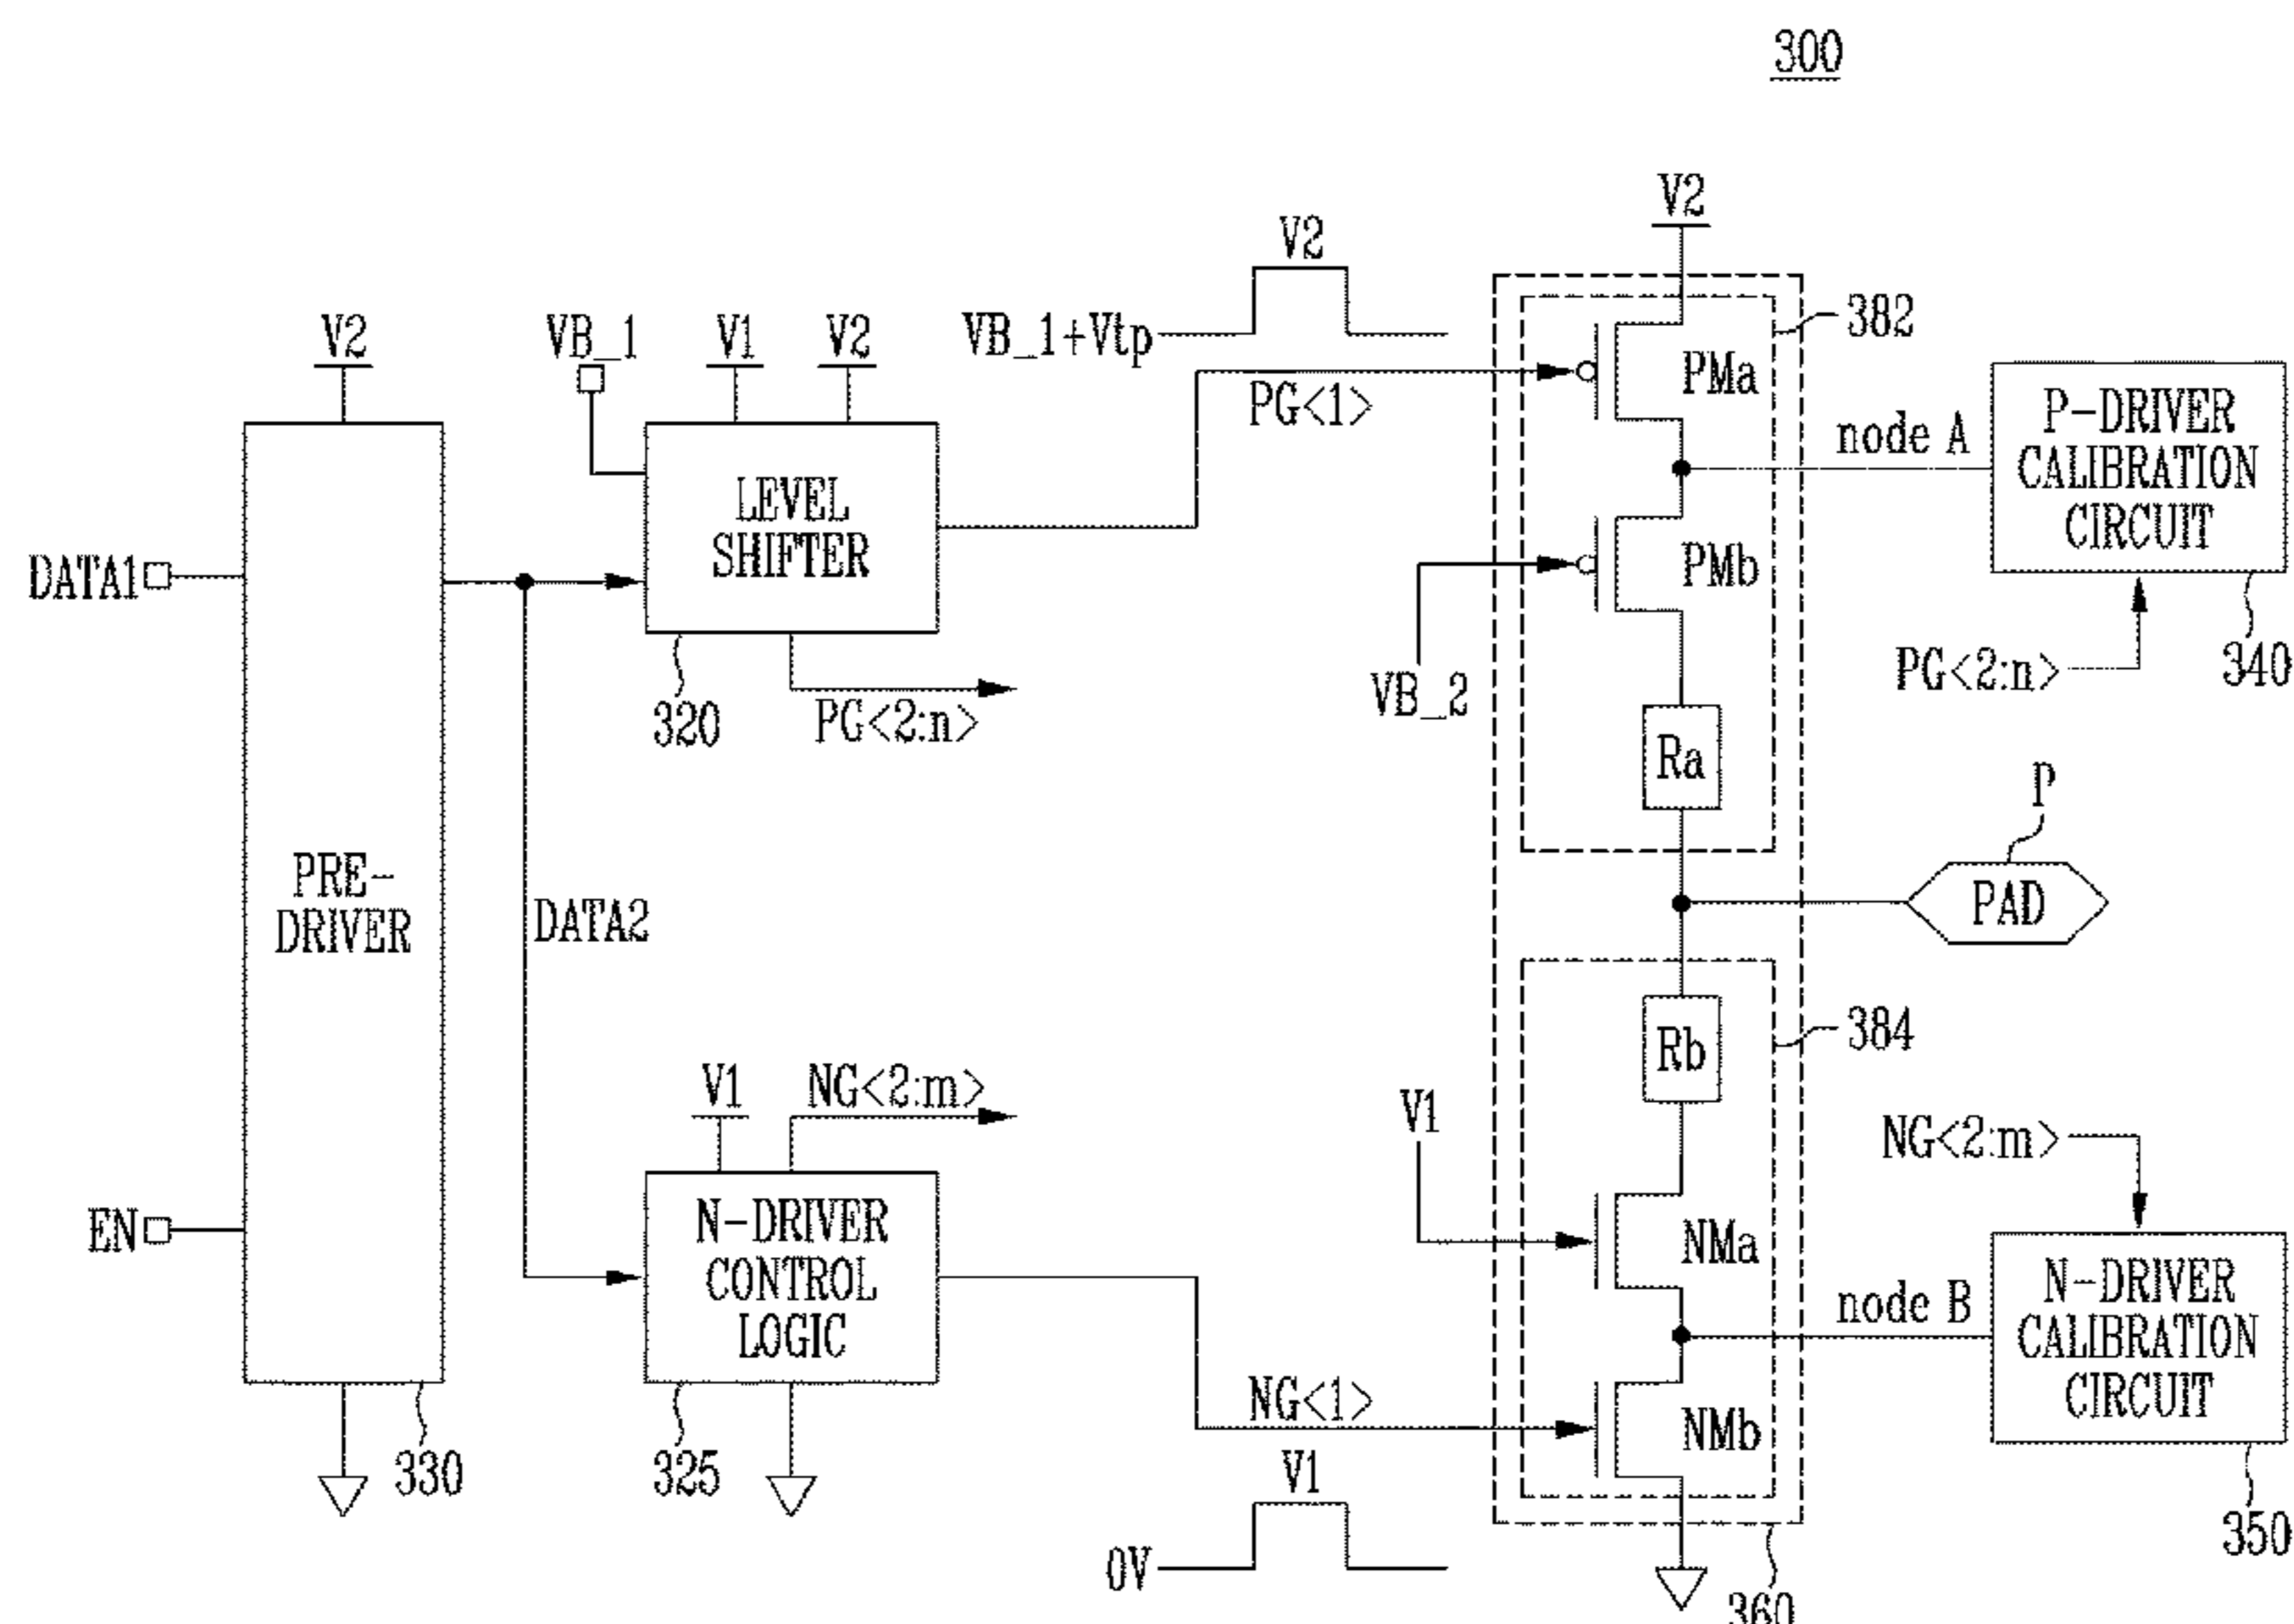 300
V2
V2
VB_1+Vtp
382
V2
VB_1
V1
V2
PMa
PG<1>
node A
P-DRIVER
CALIBRATION
CIRCUIT
LEVEL
SHIFTER
PMb
DATA1
VB_2
PG<2:n>
340
320
PG<2:n>
Ra
P
PRE-
DRIVER
DATA2
PAD
Rb
384
V1
NG<2:m>
V1
NG<2:m>
EN
N-DRIVER
CONTROL
LOGIC
NMa
node B
N-DRIVER
CALIBRATION
CIRCUIT
NG<1>
NMb
330
325
V1
0V
350
360